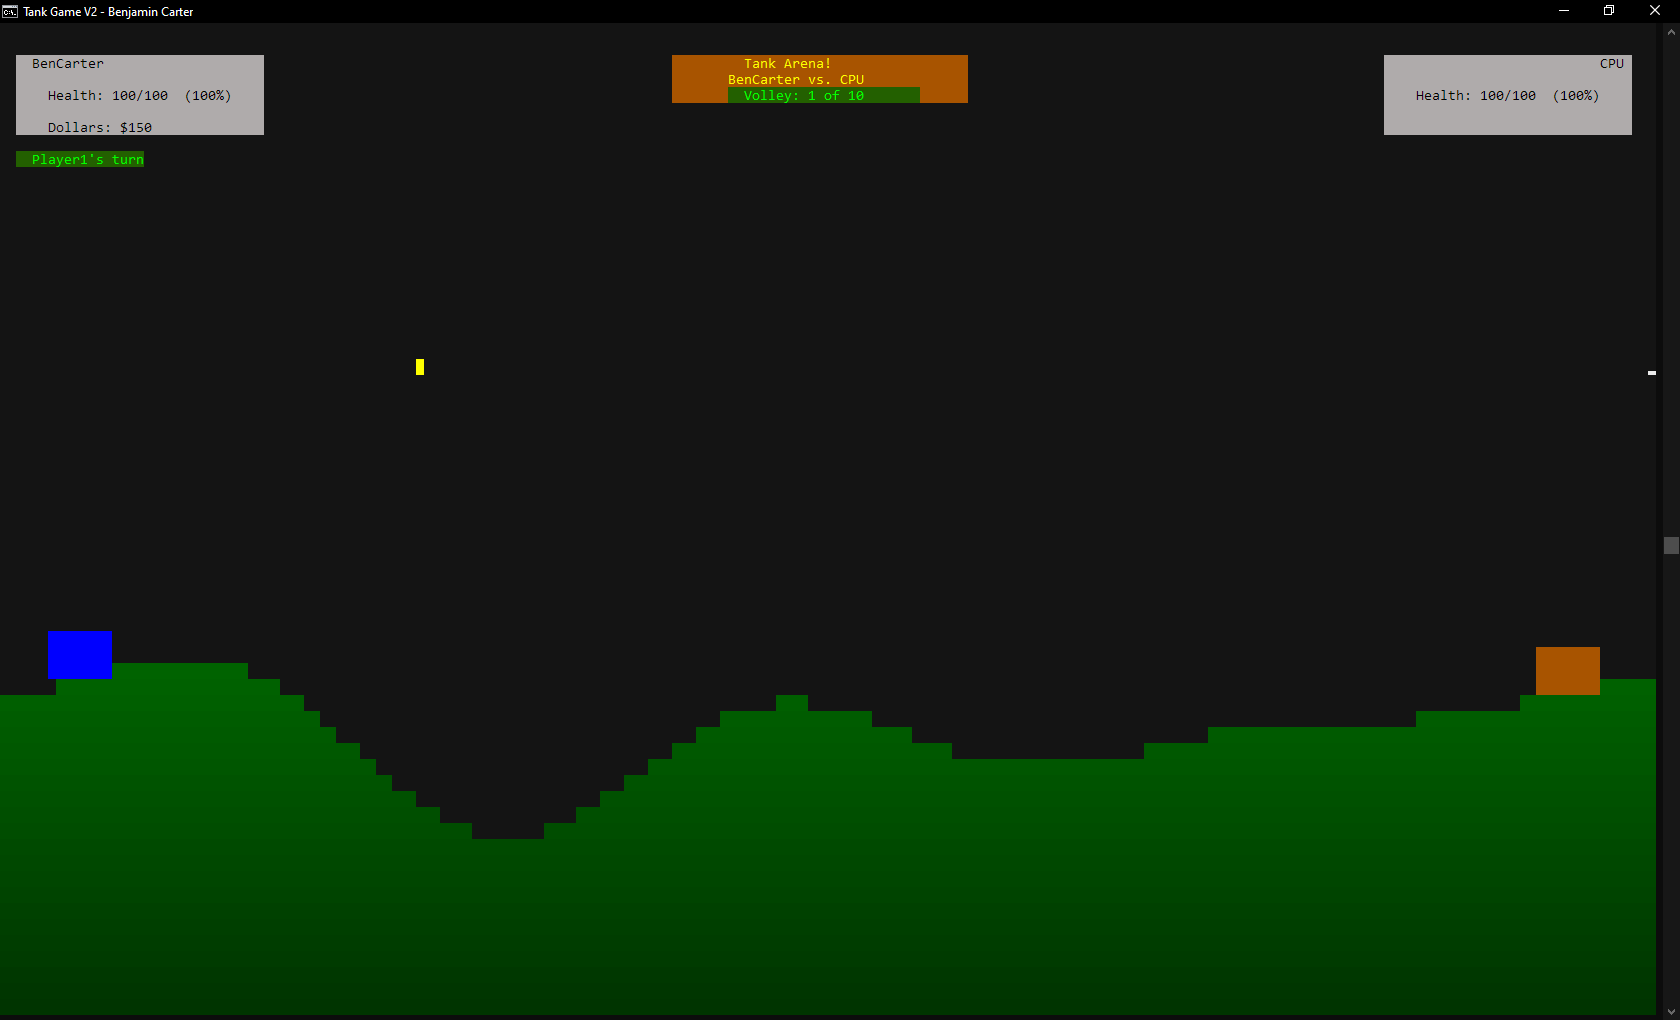 Tank Game V2 - Benjamin Carter
BenCarter
Health: 100/100 (100%)
Dollars: $150
Player1's turn
Tank Arena!
BenCarter vs. CPU
Volley: 1 of 10
CPU
Health: 100/100 (100%)